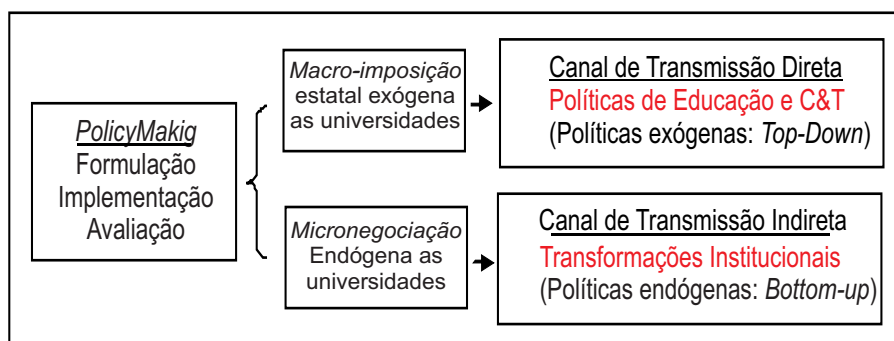 PolicyMakig
Formulação
Implementação
Avaliação
Macro-imposição
estatal exógena
as universidades
Canal de Transmissão Direta
Políticas de Educação e C&T
(Políticas exógenas: Top-Down)
Micronegociação
Endógena as
universidades
Canal de Transmissão Indireta
Transformações Institucionais
(Políticas endógenas: Bottom-up)